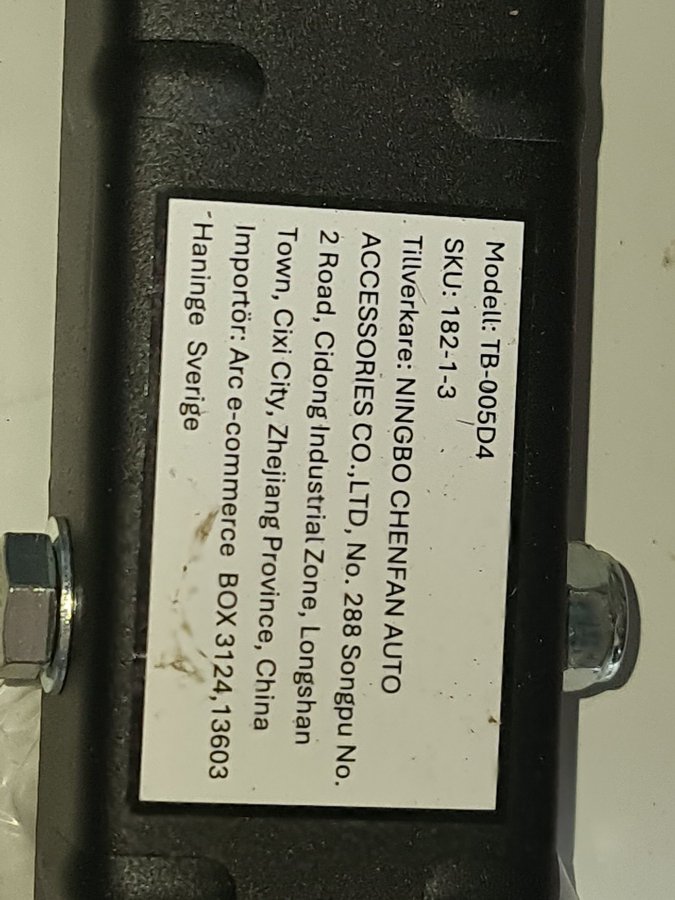 Modell: TB-005D4
SKU: 182-1-3
Tillverkare: NINGBO CHENFAN AUTO
ACCESSORIES CO.,LTD, No. 288 Songpu No.
2 Road, Cidong Industrial Zone, Longshan
Town, Cixi City, Zhejiang Province, China
Importör: Arc e-commerce BOX 3124,13603
Haninge Sverige